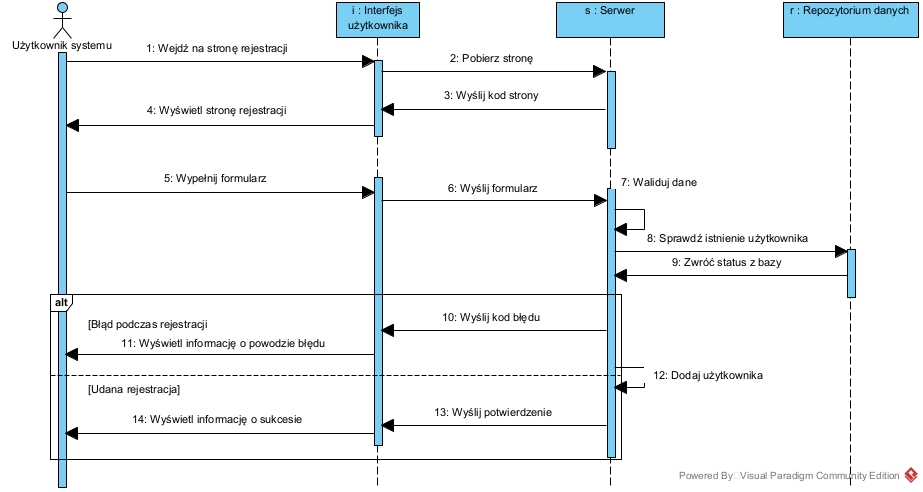 i : Interfejs
użytkownika
s : Serwer
r : Repozytorium danych
Użytkownik systemu
1: Wejdź na stronę rejestracji
2: Pobierz stronę
3: Wyślij kod strony
4: Wyświetl stronę rejestracji
5: Wypełnij formularz
6: Wyślij formularz
7: Waliduj dane
8: Sprawdź istnienie użytkownika
9: Zwróć status z bazy
alt
[Błąd podczas rejestracji
10: Wyślij kod błędu
11: Wyświetl informację o powodzie błędu
12: Dodaj użytkownika
[Udana rejestracja]
13: Wyślij potwierdzenie
14: Wyświetl informację o sukcesie
Powered By Visual Paradigm Community Edition